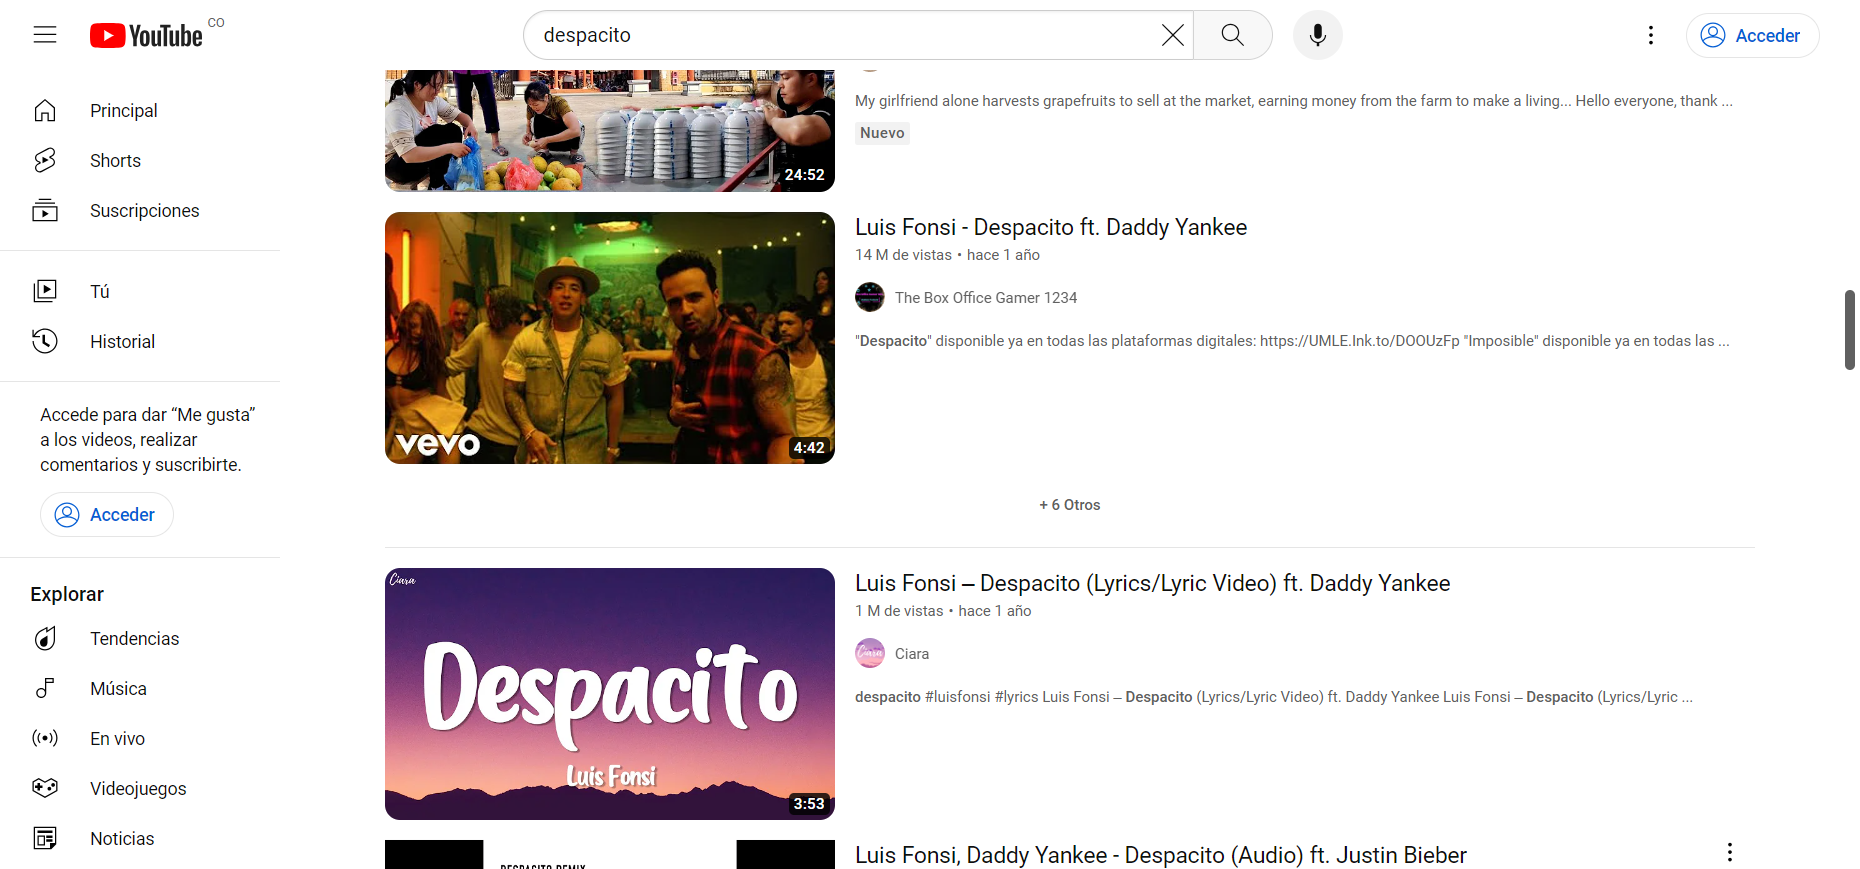 YouTube CO
despacito
Acceder
Principal
Shorts
Suscripciones
Tú
Historial
Accede para dar “Me gusta”
a los videos, realizar
comentarios y suscribirte.
Acceder
Explorar
Tendencias
Música
En vivo
Videojuegos
Noticias
24:52
My girlfriend alone harvests grapefruits to sell at the market, earning money from the farm to make a living... Hello everyone, thank ...
Nuevo
vevo
4:42
Luis Fonsi - Despacito ft. Daddy Yankee
14 M de vistas • hace 1 año
The Box Office Gamer 1234
"Despacito" disponible ya en todas las plataformas digitales: https://UMLE.lnk.to/DOOUzFp "Imposible" disponible ya en todas las ...
+ 6 Otros
Ciara
Despacito
Luis Fonsi
3:53
Luis Fonsi – Despacito (Lyrics/Lyric Video) ft. Daddy Yankee
1 M de vistas • hace 1 año
Ciara
Ciara
despacito #luisfonsi #lyrics Luis Fonsi – Despacito (Lyrics/Lyric Video) ft. Daddy Yankee Luis Fonsi – Despacito (Lyrics/Lyric ...
DESPACITO REMIX
Luis Fonsi, Daddy Yankee - Despacito (Audio) ft. Justin Bieber